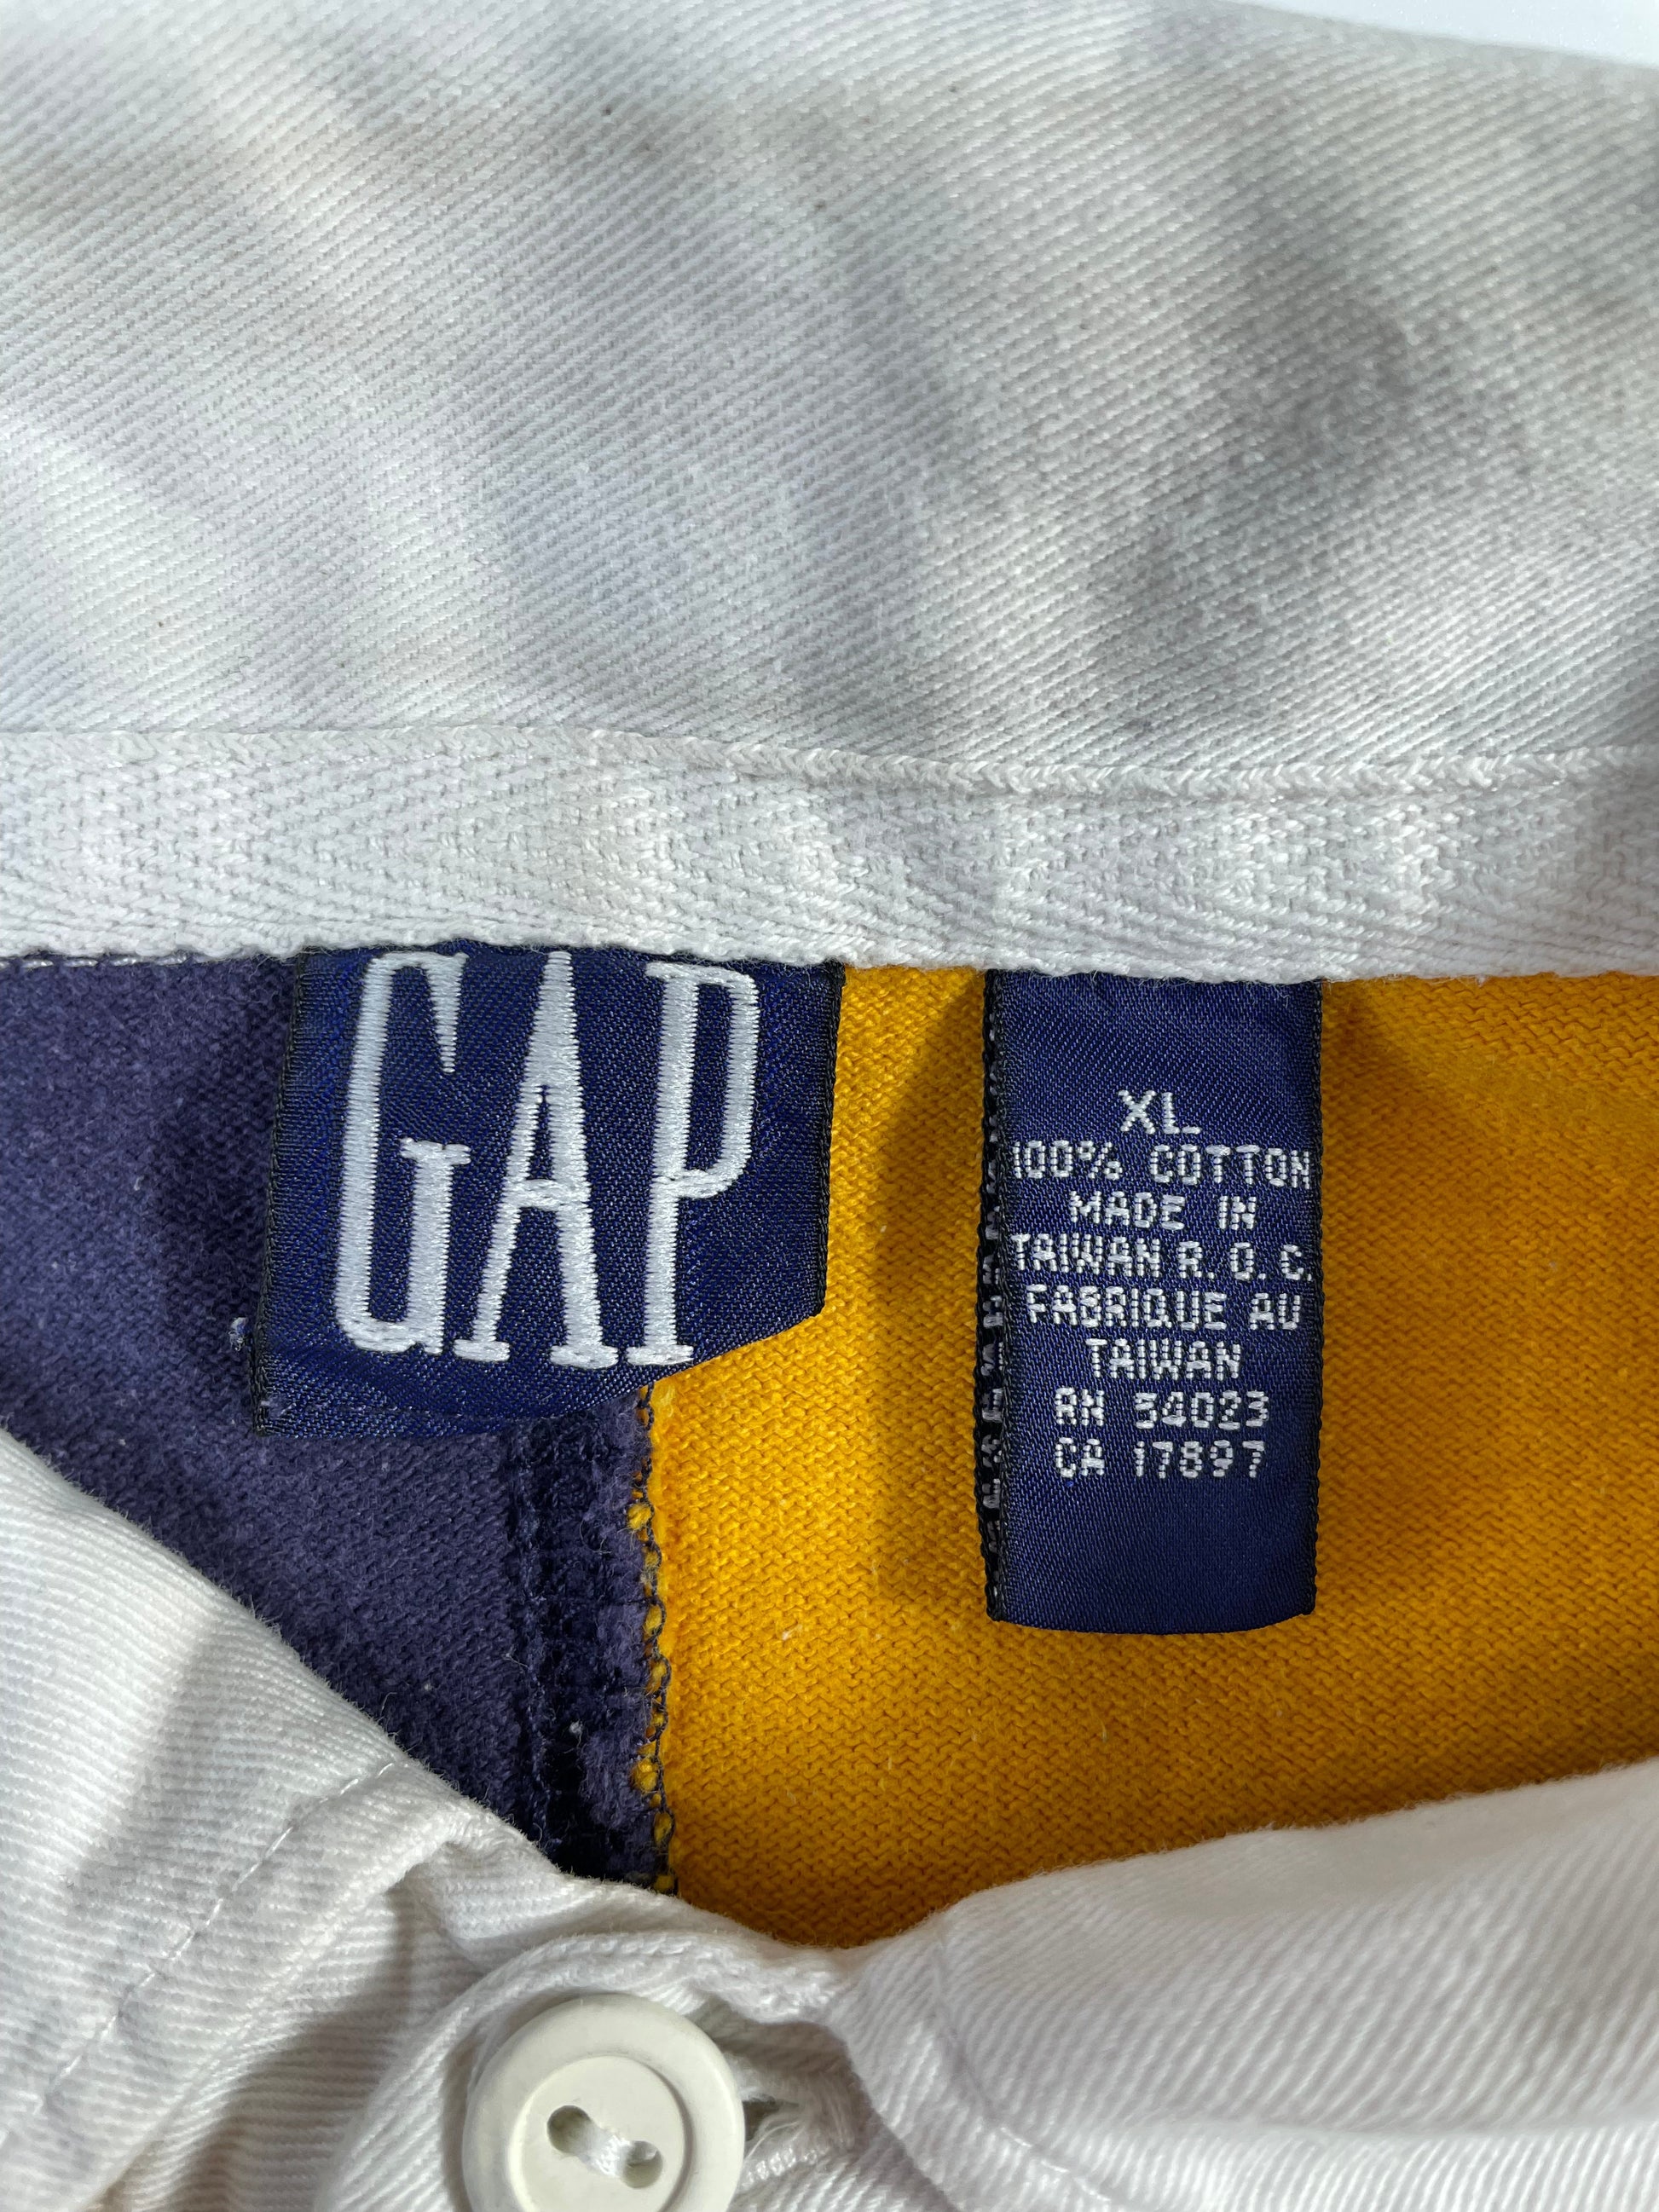 GAP
XL
100% COTTON
MADE IN
TAIWAN R.O.C.
FABRIQUE AU
TAIWAN
RN 54023
CA 17897